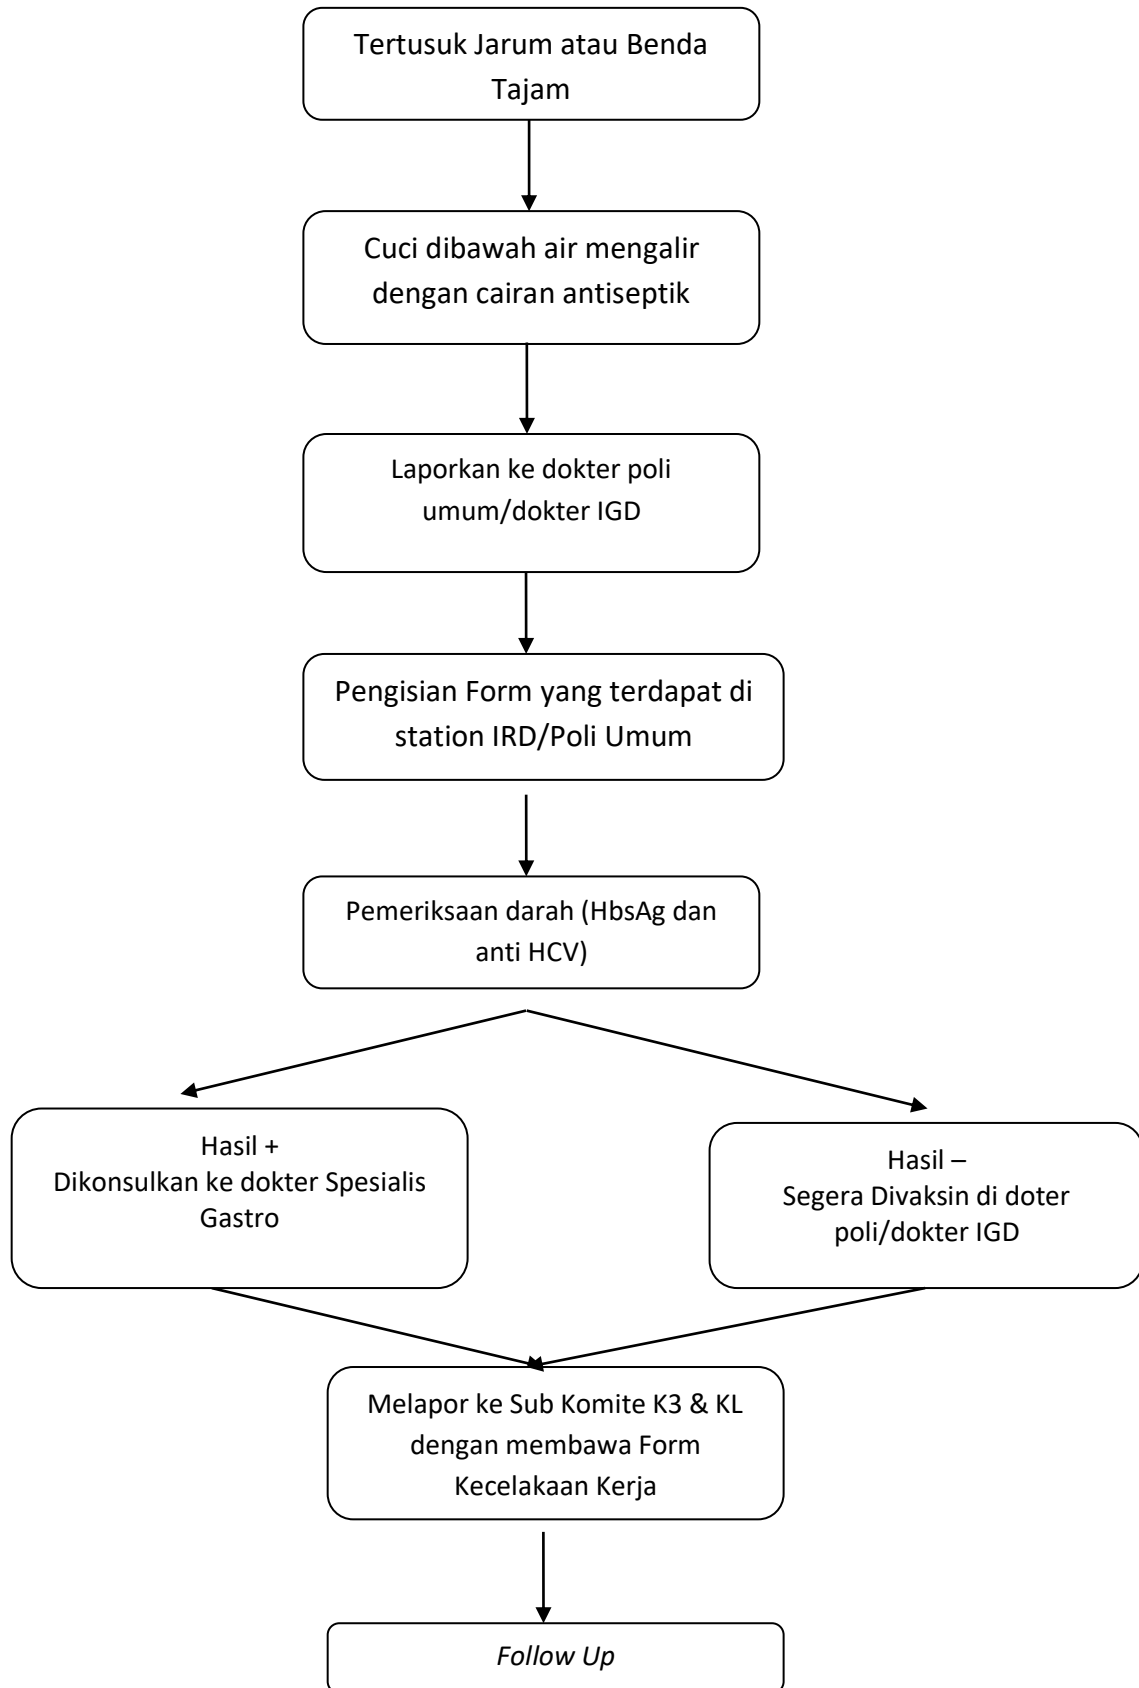 Tertusuk Jarum atau Benda
Tajam
Cuci dibawah air mengalir
dengan cairan antiseptik
Laporkan ke dokter poli
umum/dokter IGD
Pengisian Form yang terdapat di
station IRD/Poli Umum
Pemeriksaan darah (HbsAg dan
anti HCV)
Hasil +
Dikonsulkan ke dokter Spesialis
Gastro
Hasil –
Segera Divaksin di doter
poli/dokter IGD
Melapor ke Sub Komite K3 & KL
dengan membawa Form
Kecelakaan Kerja
Follow Up